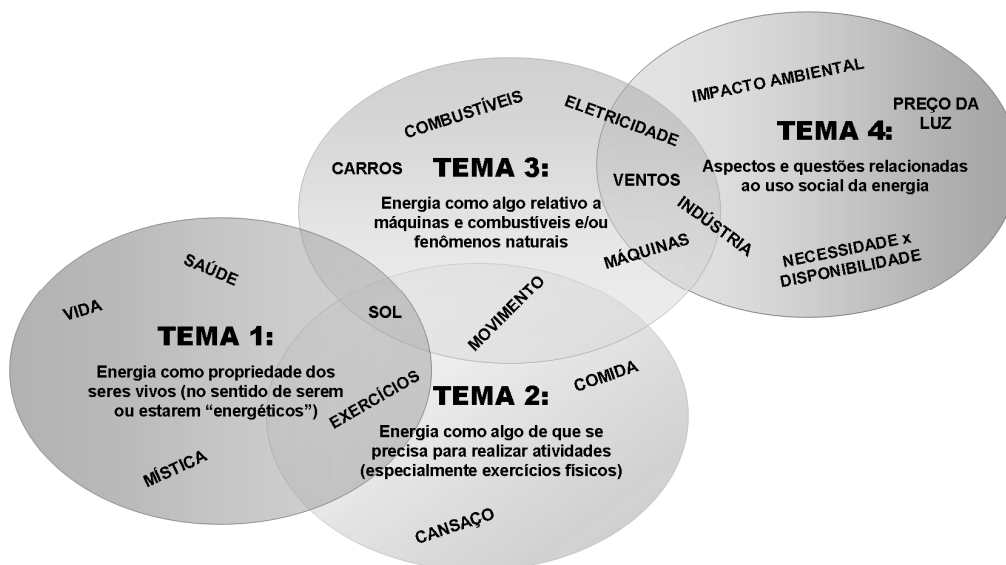 IMPACTO AMBIENTAL
PREÇO DA
LUZ
TEMA 4:
Aspectos e questões relacionadas
ao uso social da energia
NECESSIDADE x
DISPONIBILIDADE
COMBUSTÍVEIS
ELETRICIDADE
CARROS
TEMA 3:
VENTOS
Energia como algo relativo a
máquinas e combustíveis e/ou
fenômenos naturais
INDÚSTRIA
MÁQUINAS
MOVIMENTO
SAÚDE
VIDA
SOL
TEMA 1:
Energia como propriedade dos
seres vivos (no sentido de serem
ou estarem “energéticos”)
EXERCÍCIOS
MÍSTICA
COMIDA
TEMA 2:
Energia como algo de que se
precisa para realizar atividades
(especialmente exercícios físicos)
CANSAÇO